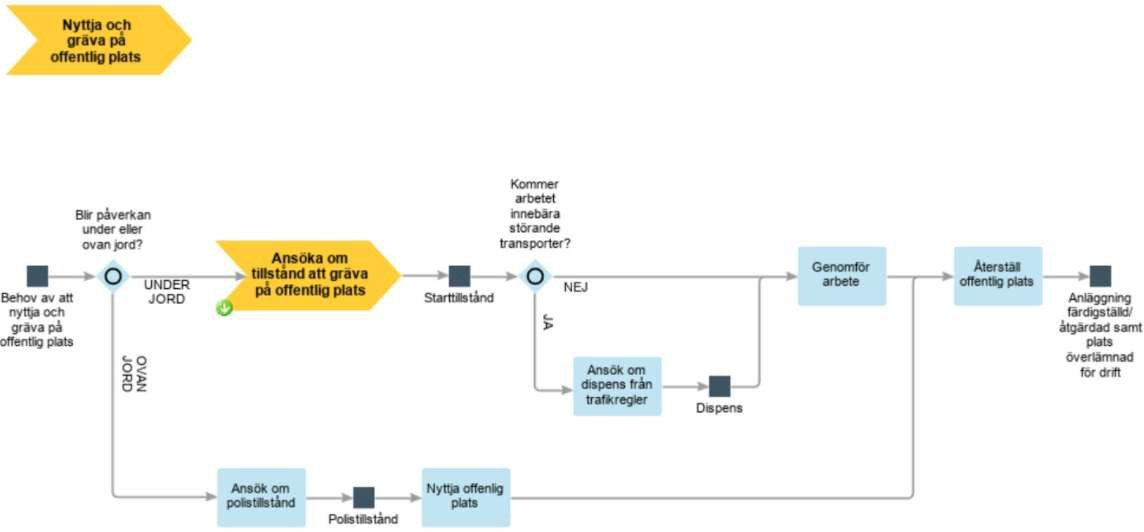 Nyttja och
gräva på
offentlig plats
Blir påverkan
under eller
ovan jord?
Behov av att
nyttja och
gräva på
offentlig plats
UNDER
JORD
OVAN
JORD
Ansöka om
tillstånd att gräva
på offentlig plats
Starttillstånd
Kommer
arbetet
innebära
störande
transporter?
NEJ
JA
Ansök om
dispens från
trafikregler
Dispens
Genomför
arbete
Återställ
offentlig plats
Anläggning
färdigställd/
åtgärdad samt
plats
överlämnad
för drift
Ansök om
polistillstånd
Polistillstånd
Nyttja offenlig
plats